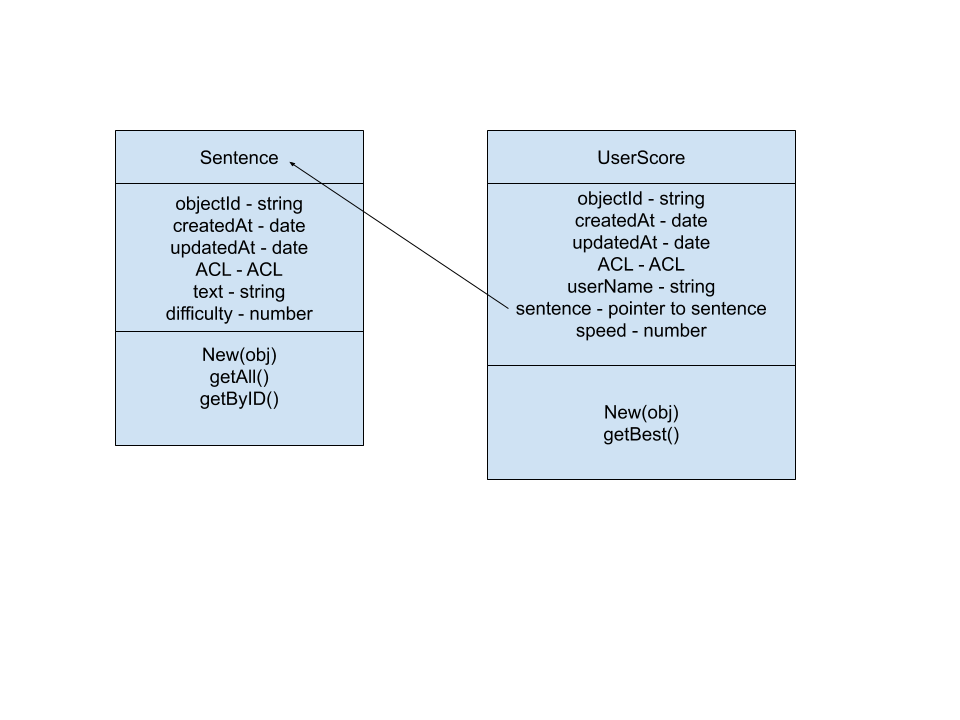 Sentence
objectId - string
createdAt - date
updatedAt - date
ACL - ACL
text - string
difficulty - number
New(obj)
getAll()
getByID()
UserScore
objectId - string
createdAt - date
updatedAt - date
ACL - ACL
userName - string
sentence - pointer to sentence
speed - number
New(obj)
getBest()